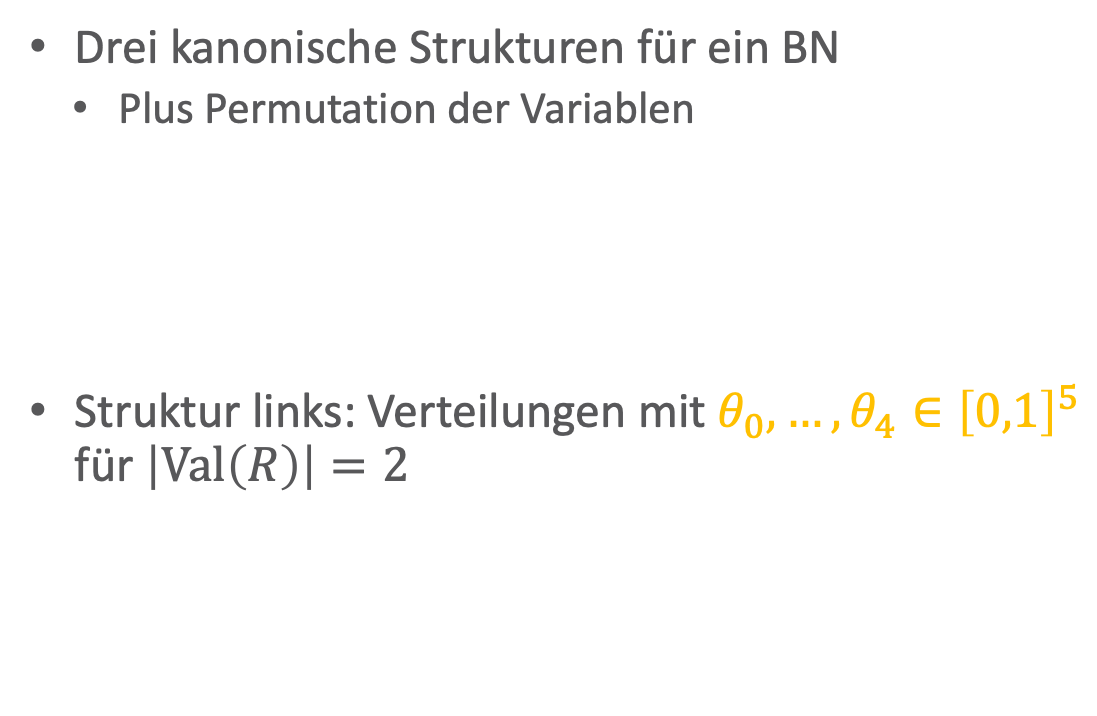 • Drei kanonische Strukturen für ein BN
• Plus Permutation der Variablen
• Struktur links: Verteilungen mit θ₀, … , θ₄ ∈ [0,1]⁵
für |Val(R)| = 2